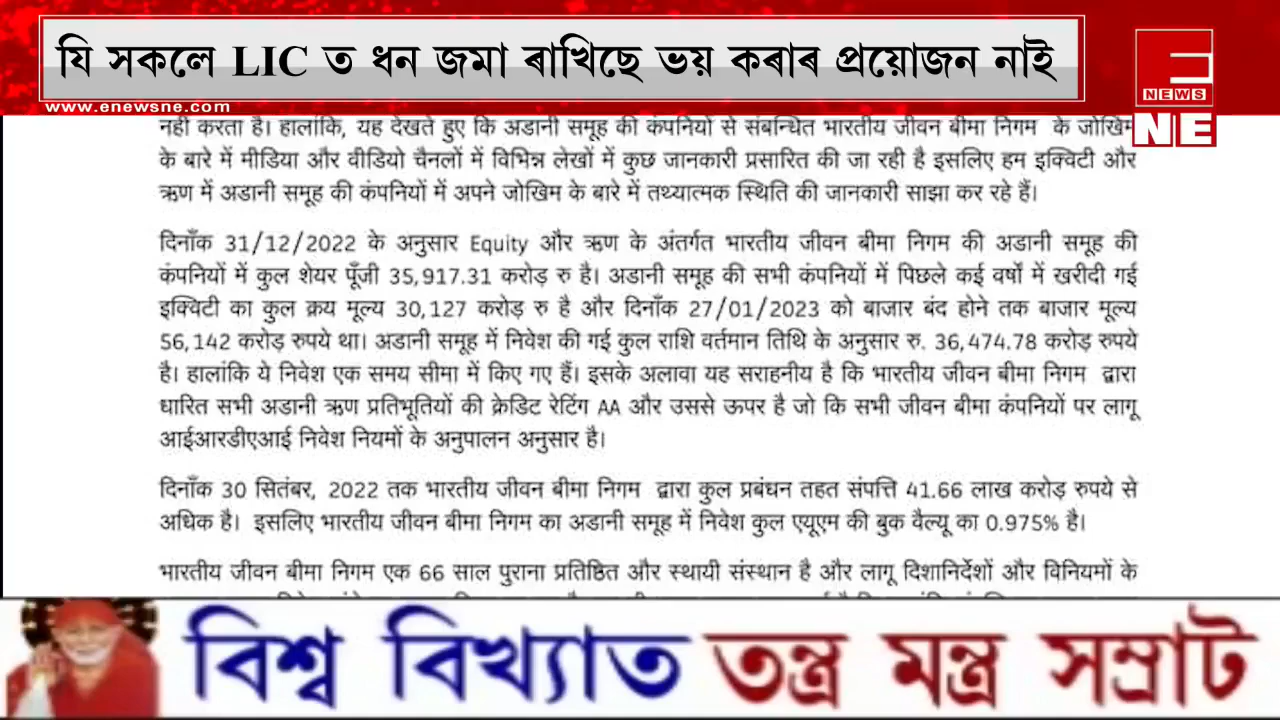 যি সকলে LIC ত ধন জমা ৰাখিছে ভয় কৰাৰ প্ৰয়োজন নাই
www.enewsne.com
E
NEWS
NE
नहीं करता है। हालांकि, यह देखते हुए कि अडानी समूह की कंपनियों से संबन्धित भारतीय जीवन बीमा निगम के जोखिम
के बारे में मीडिया और वीडियो चैनलों में विभिन्न लेखों में कुछ जानकारी प्रसारित की जा रही है इसलिए हम इक्विटी और
ऋण में अडानी समूह की कंपनियों में अपने जोखिम के बारे में तथ्यात्मक स्थिति की जानकारी साझा कर रहे हैं।
दिनाँक 31/12/2022 के अनुसार Equity और ऋण के अंतर्गत भारतीय जीवन बीमा निगम की अडानी समूह की
कंपनियों में कुल शेयर पूँजी 35,917.31 करोड़ रु है। अडानी समूह की सभी कंपनियों में पिछले कई वर्षों में खरीदी गई
इक्विटी का कुल क्रय मूल्य 30,127 करोड़ रु है और दिनाँक 27/01/2023 को बाजार बंद होने तक बाजार मूल्य
56,142 करोड़ रुपये था। अडानी समूह में निवेश की गई कुल राशि वर्तमान तिथि के अनुसार रु. 36,474.78 करोड़ रुपये
है। हालांकि ये निवेश एक समय सीमा में किए गए हैं। इसके अलावा यह सराहनीय है कि भारतीय जीवन बीमा निगम द्वारा
धारित सभी अडानी ऋण प्रतिभूतियों की क्रेडिट रेटिंग AA और उससे ऊपर है जो कि सभी जीवन बीमा कंपनियों पर लागू
आईआरडीएआई निवेश नियमों के अनुपालन अनुसार है।
दिनाँक 30 सितंबर, 2022 तक भारतीय जीवन बीमा निगम द्वारा कुल प्रबंधन तहत संपत्ति 41.66 लाख करोड़ रुपये से
अधिक है। इसलिए भारतीय जीवन बीमा निगम का अडानी समूह में निवेश कुल एयूएम की बुक वैल्यू का 0.975% है।
भारतीय जीवन बीमा निगम एक 66 साल पुराना प्रतिष्ठित और स्थायी संस्थान है और लागू दिशानिर्देशों और विनियमों के
বিশ্ব বিখ্যাত তন্ত্র মন্ত্র সম্রাট